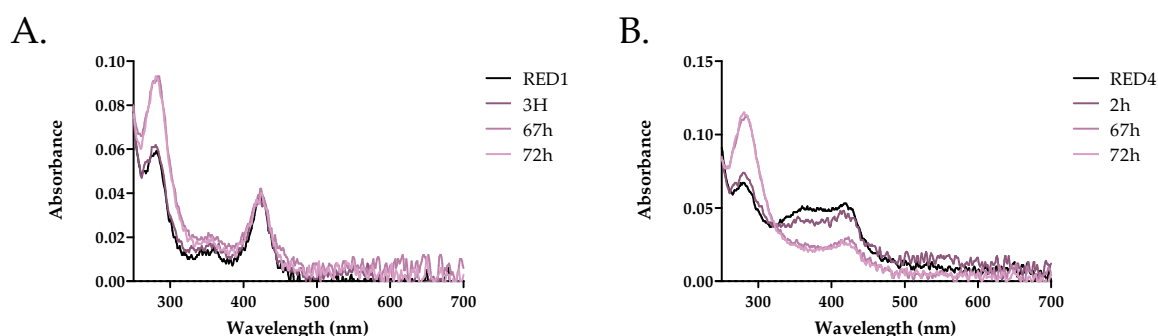 A.
0.10
0.08
0.06
0.04
0.02
0.00
Absorbance
300
400
500
600
700
Wavelength (nm)
RED1
3H
67h
72h
B.
0.15
0.10
0.05
0.00
Absorbance
300
400
500
600
700
Wavelength (nm)
RED4
2h
67h
72h